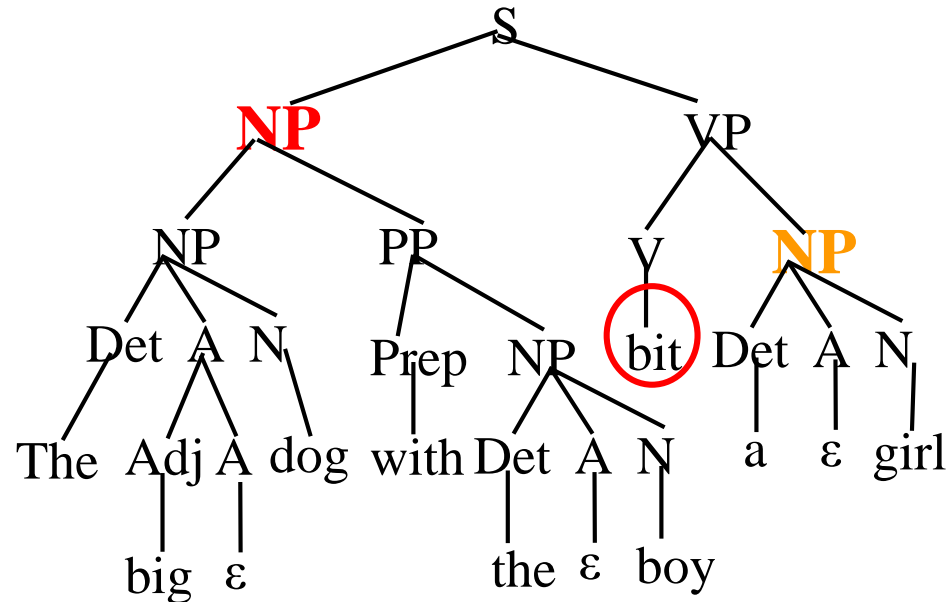 S
NP VP
NP PP V NP
Det A N Prep NP bit Det A N
The Adj A dog with Det A N a ε girl
big ε the ε boy